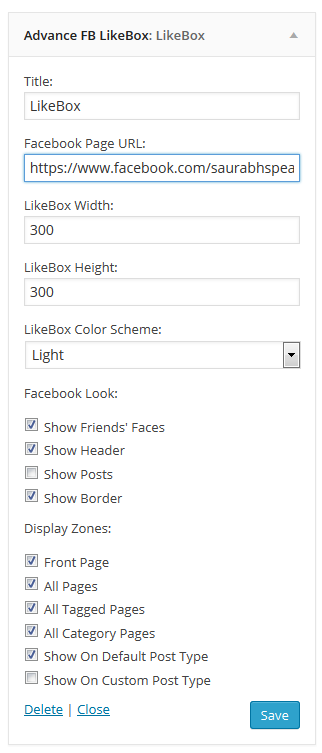 Advance FB LikeBox: LikeBox
Title:
LikeBox
Facebook Page URL:
https://www.facebook.com/saurabhspea
LikeBox Width:
300
LikeBox Height:
300
LikeBox Color Scheme:
Light
Facebook Look:
Show Friends' Faces
Show Header
Show Posts
Show Border
Display Zones:
Front Page
All Pages
All Tagged Pages
All Category Pages
Show On Default Post Type
Show On Custom Post Type
Delete | Close
Save